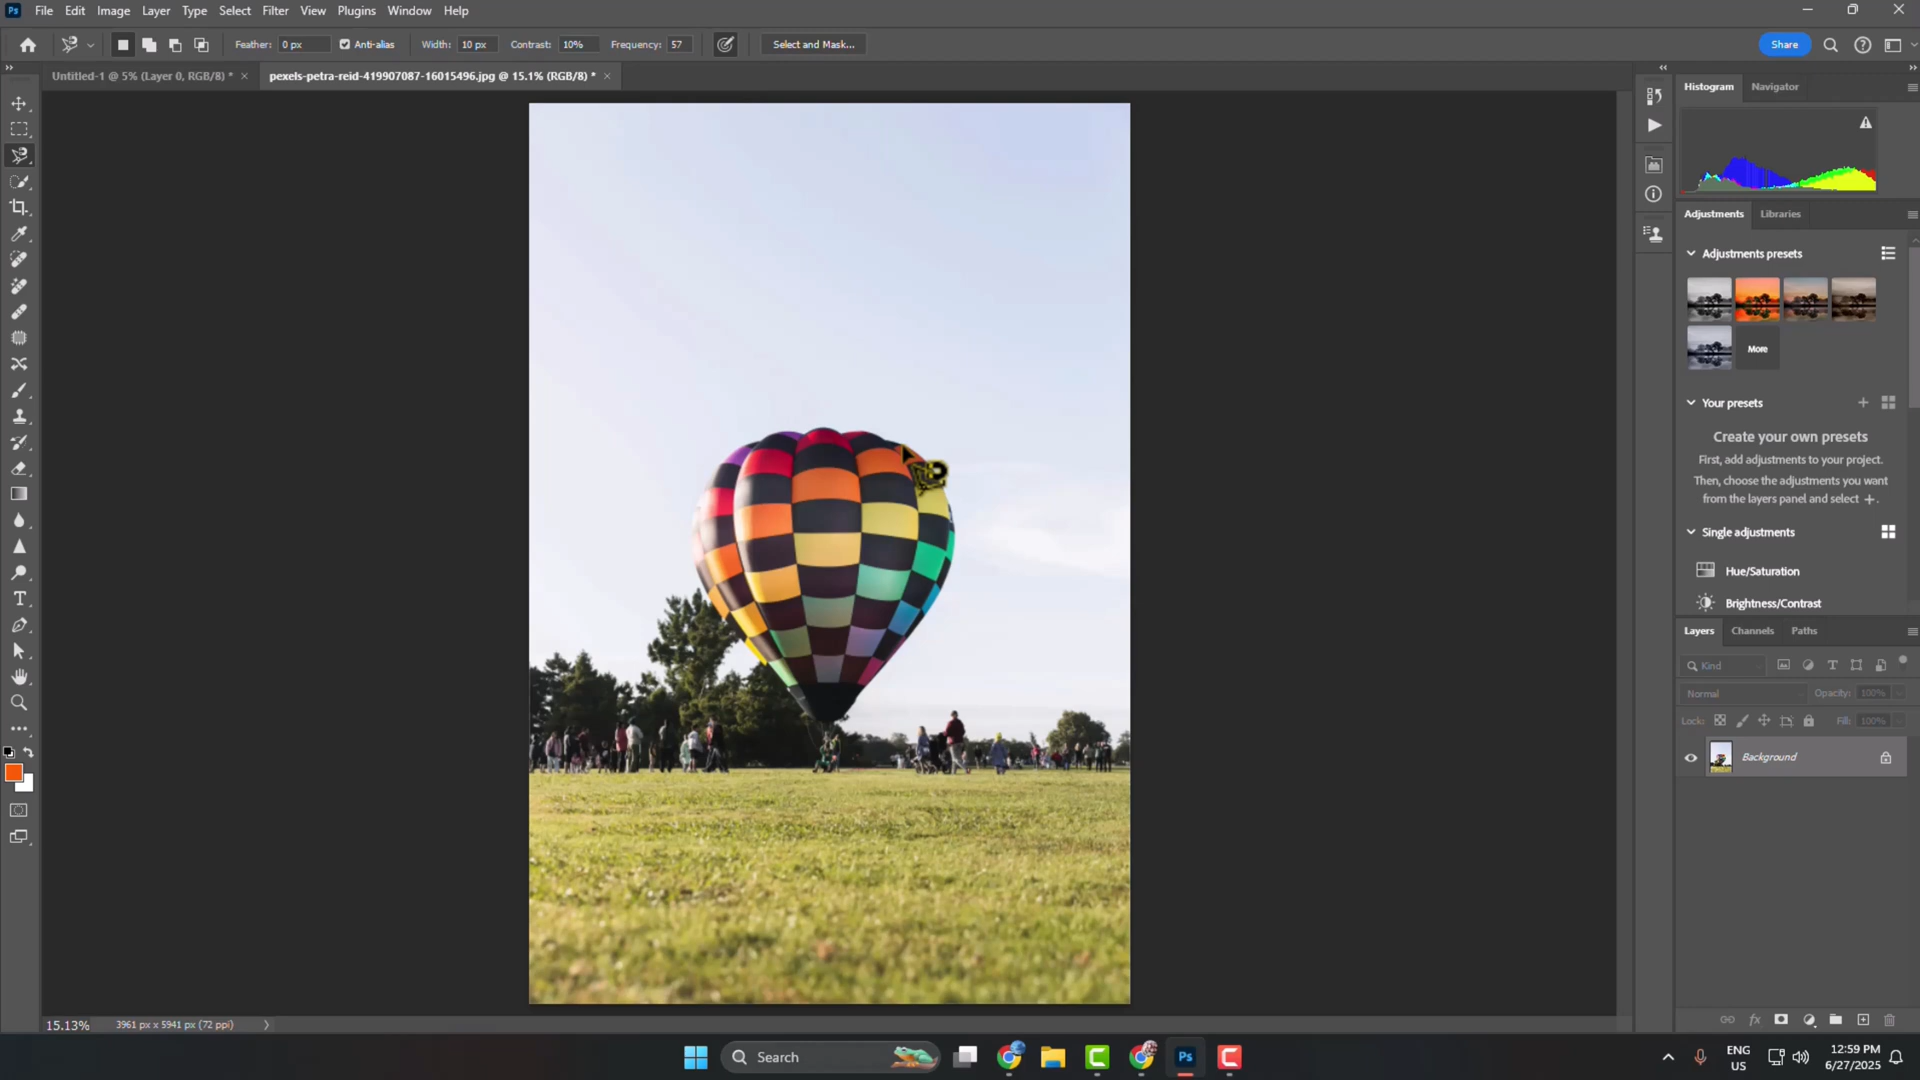 Ps File Edit Image Layer Type Select Filter View Plugins Window Help
Feather: 0 px Anti-alias Width: 10 px Contrast: 10% Frequency: 57 Select and Mask... Share
Untitled-1 @ 5% (Layer 0, RGB/8) * × pexels-petra-reid-419907087-16015496.jpg @ 15.1% (RGB/8) * ×
Histogram Navigator
Adjustments Libraries
Adjustments presets
More
Your presets
Create your own presets
First, add adjustments to your project.
Then, choose the adjustments you want
from the layers panel and select + .
Single adjustments
Hue/Saturation
Brightness/Contrast
Layers Channels Paths
Kind
Normal Opacity: 100%
Lock: Fill: 100%
Background
fx
15.13% 3961 px x 5941 px (72 ppi)
Search
Ps
ENG
US
12:59 PM
6/27/2025